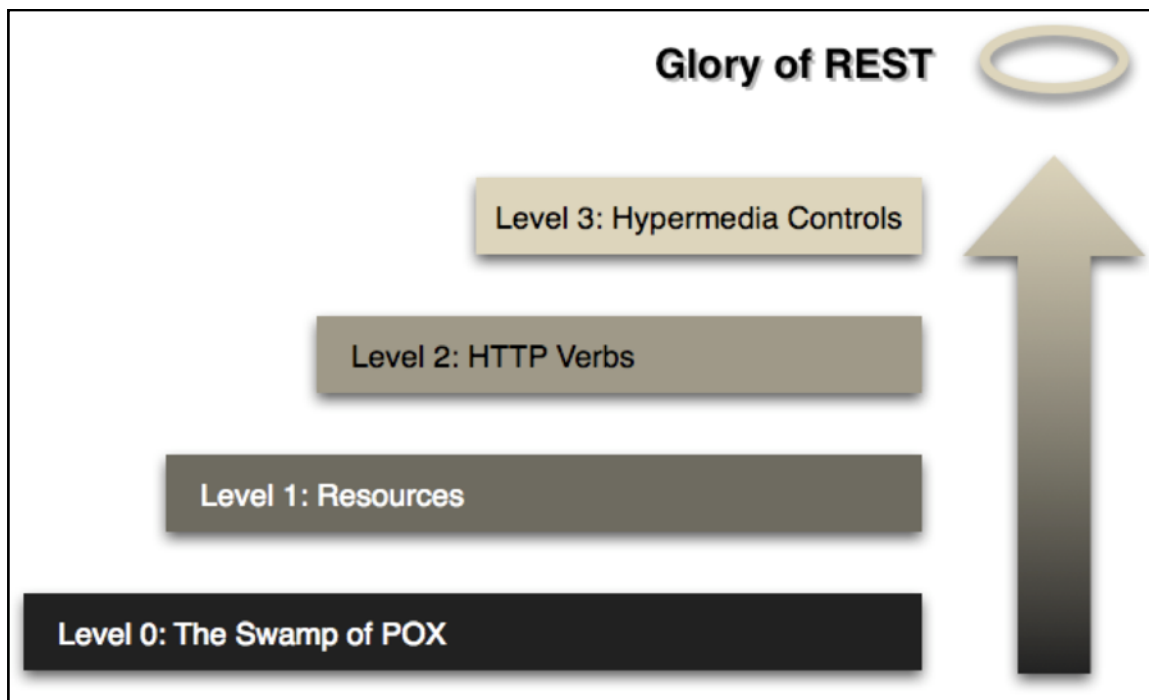 Glory of REST
Level 3: Hypermedia Controls
Level 2: HTTP Verbs
Level 1: Resources
Level 0: The Swamp of POX